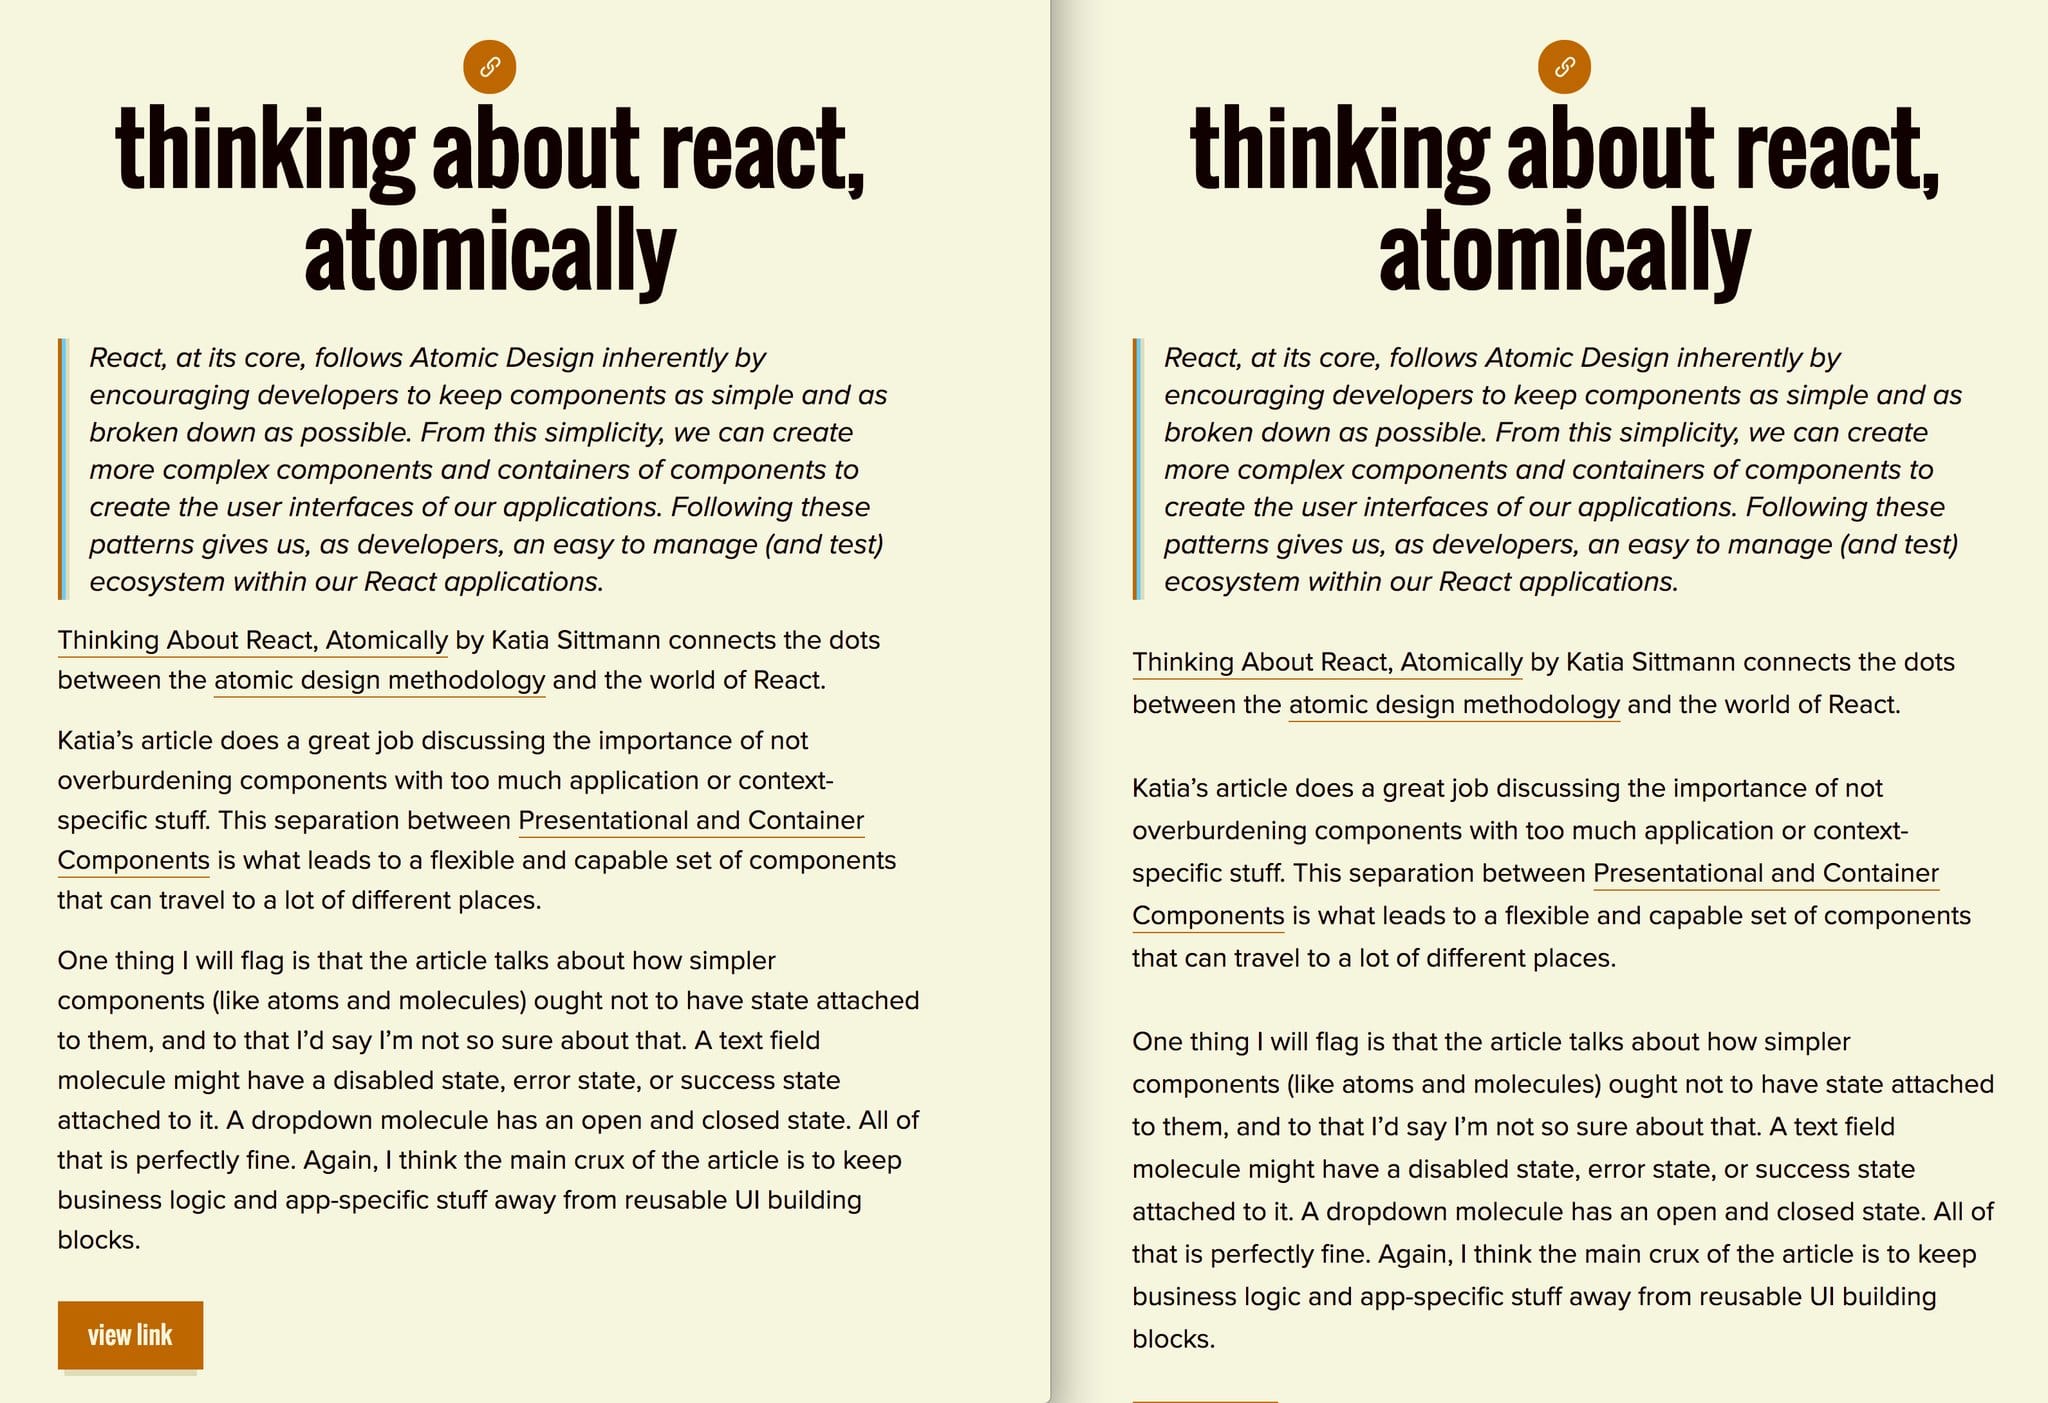 thinking about react,
atomically
React, at its core, follows Atomic Design inherently by
encouraging developers to keep components as simple and as
broken down as possible. From this simplicity, we can create
more complex components and containers of components to
create the user interfaces of our applications. Following these
patterns gives us, as developers, an easy to manage (and test)
ecosystem within our React applications.
Thinking About React, Atomically by Katia Sittmann connects the dots
between the atomic design methodology and the world of React.
Katia’s article does a great job discussing the importance of not
overburdening components with too much application or context-
specific stuff. This separation between Presentational and Container
Components is what leads to a flexible and capable set of components
that can travel to a lot of different places.
One thing I will flag is that the article talks about how simpler
components (like atoms and molecules) ought not to have state attached
to them, and to that I’d say I’m not so sure about that. A text field
molecule might have a disabled state, error state, or success state
attached to it. A dropdown molecule has an open and closed state. All of
that is perfectly fine. Again, I think the main crux of the article is to keep
business logic and app-specific stuff away from reusable UI building
blocks.
view link
thinking about react,
atomically
React, at its core, follows Atomic Design inherently by
encouraging developers to keep components as simple and as
broken down as possible. From this simplicity, we can create
more complex components and containers of components to
create the user interfaces of our applications. Following these
patterns gives us, as developers, an easy to manage (and test)
ecosystem within our React applications.
Thinking About React, Atomically by Katia Sittmann connects the dots
between the atomic design methodology and the world of React.
Katia’s article does a great job discussing the importance of not
overburdening components with too much application or context-
specific stuff. This separation between Presentational and Container
Components is what leads to a flexible and capable set of components
that can travel to a lot of different places.
One thing I will flag is that the article talks about how simpler
components (like atoms and molecules) ought not to have state attached
to them, and to that I’d say I’m not so sure about that. A text field
molecule might have a disabled state, error state, or success state
attached to it. A dropdown molecule has an open and closed state. All of
that is perfectly fine. Again, I think the main crux of the article is to keep
business logic and app-specific stuff away from reusable UI building
blocks.